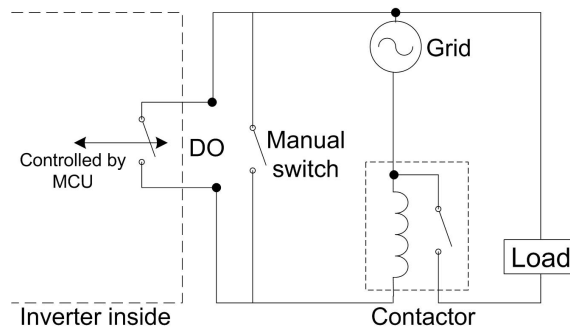 Grid
DO
Manual
switch
Controlled by
MCU
Load
Inverter inside
Contactor